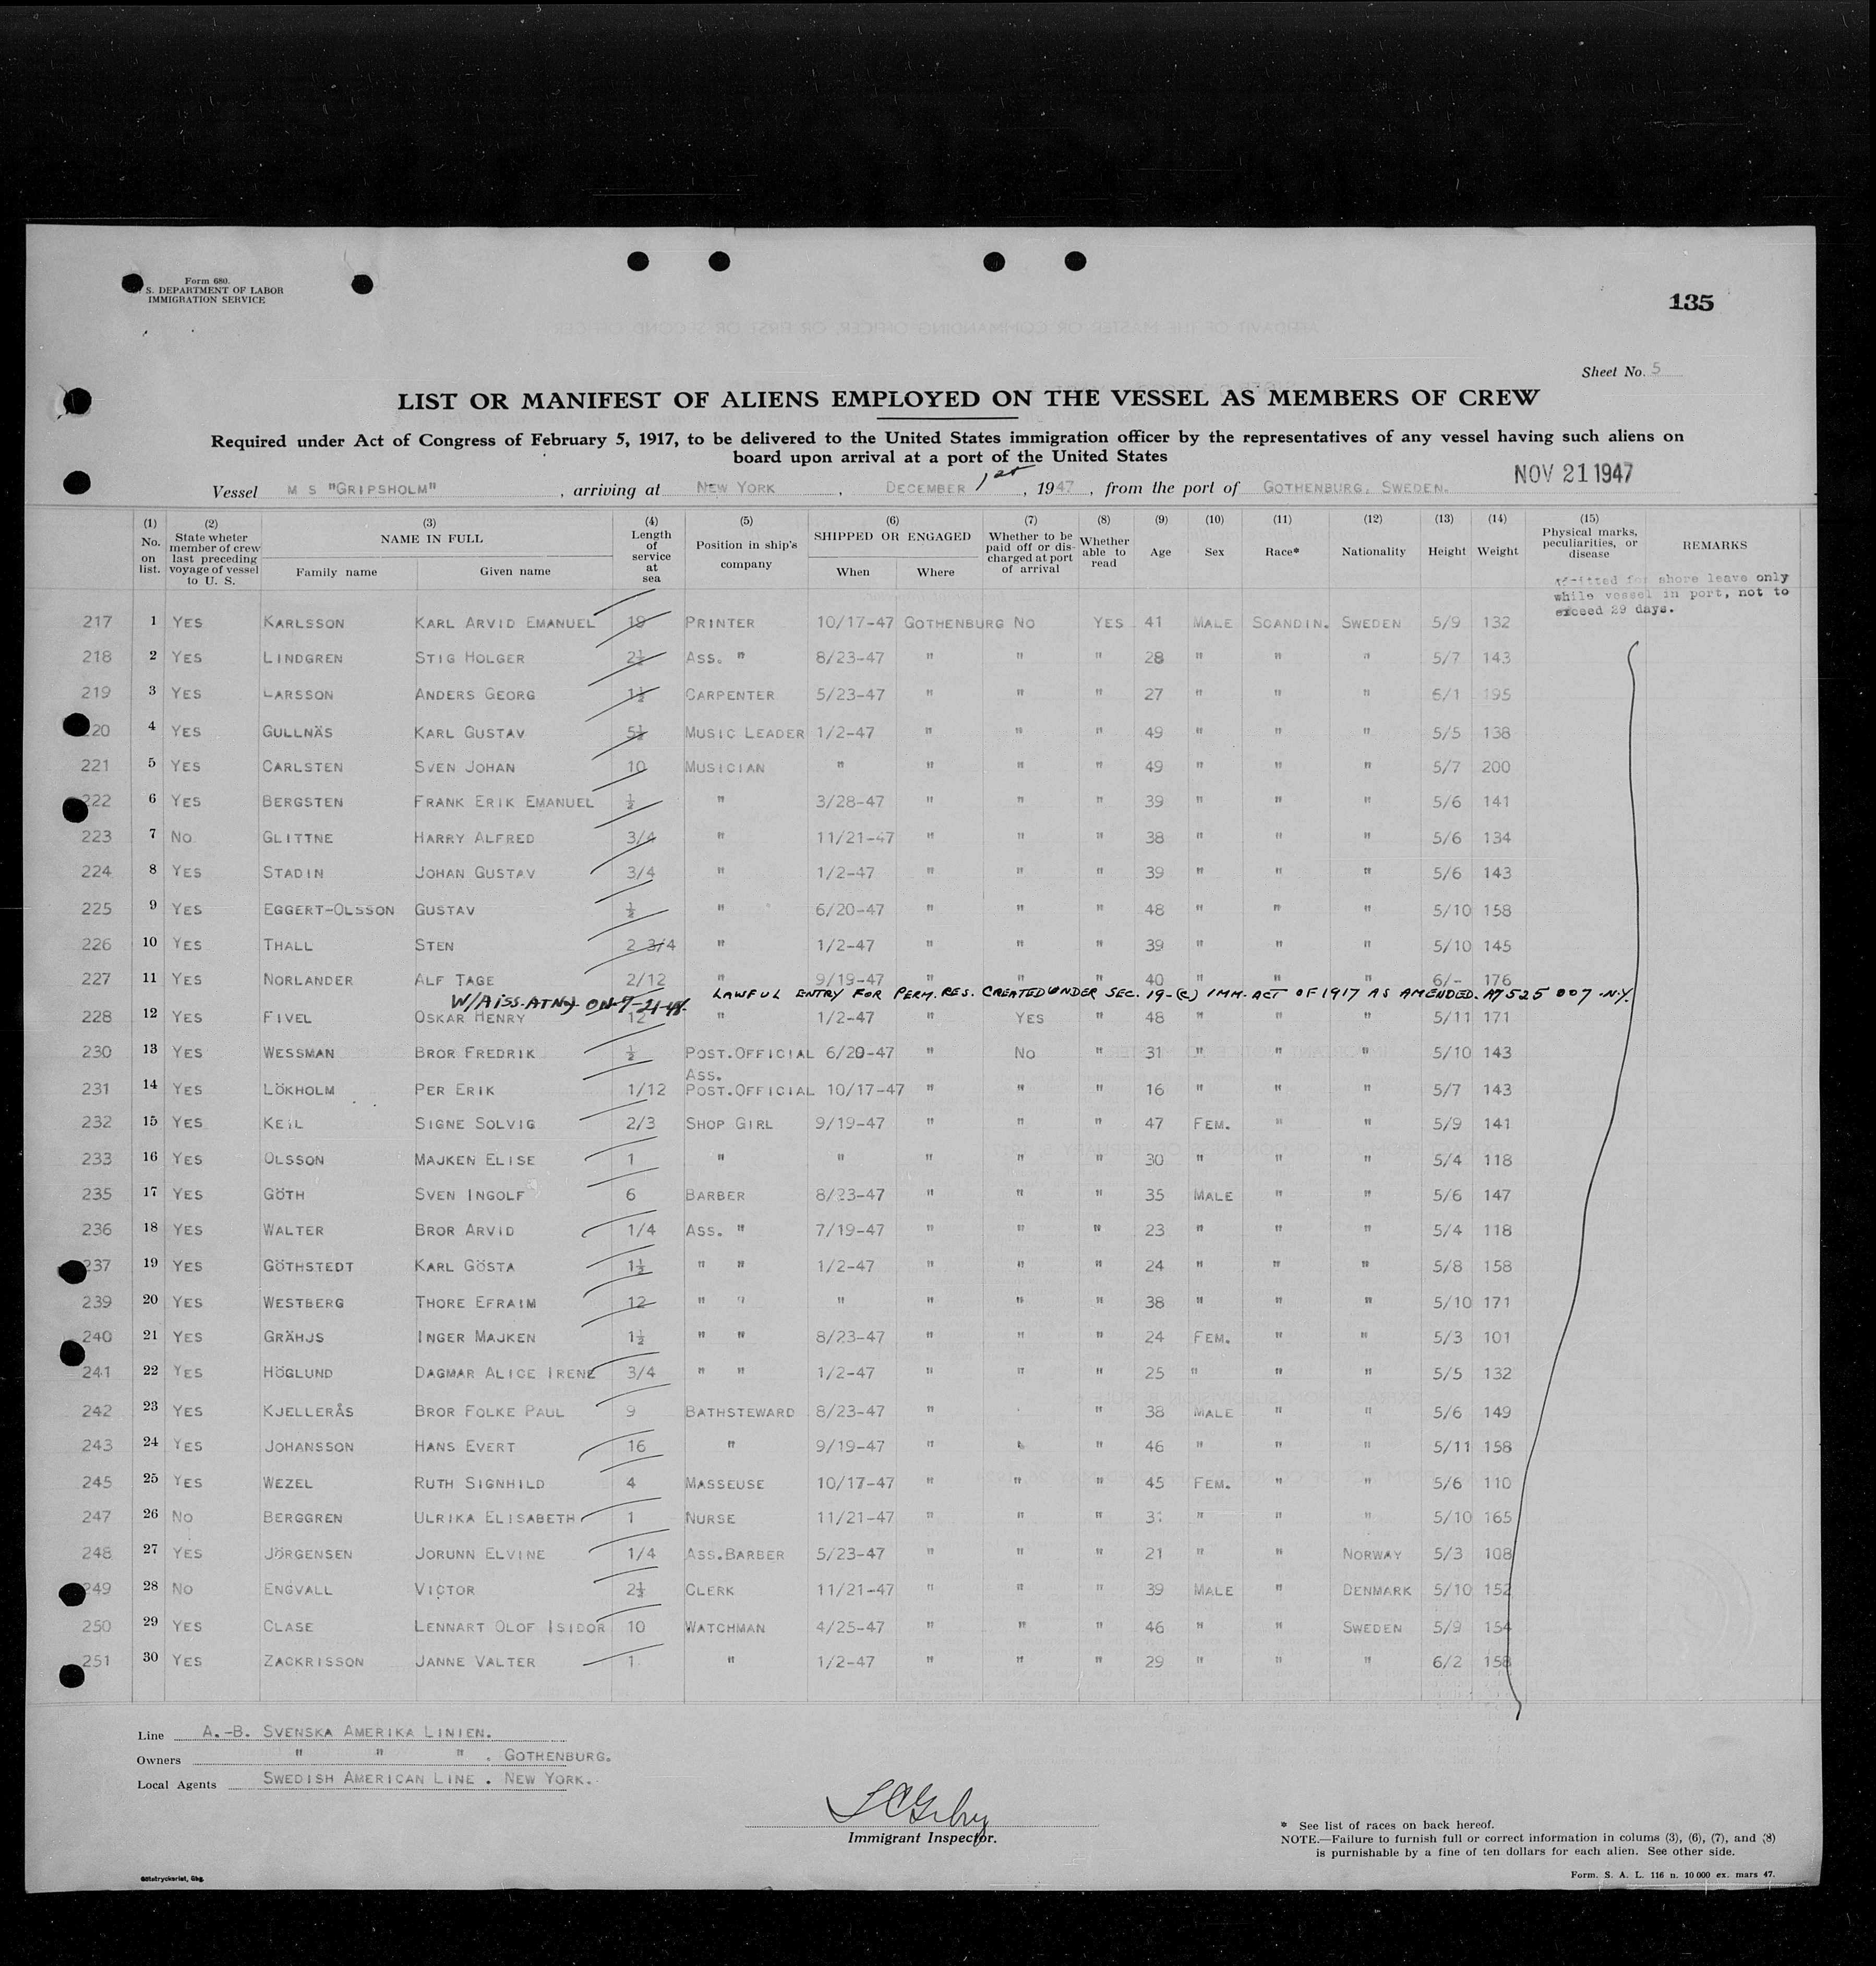 Form 680.
S. DEPARTMENT OF LABOR
IMMIGRATION SERVICE
135
Sheet No. 5
LIST OR MANIFEST OF ALIENS EMPLOYED ON THE VESSEL AS MEMBERS OF CREW
Required under Act of Congress of February 5, 1917, to be delivered to the United States immigration officer by the representatives of any vessel having such aliens on
board upon arrival at a port of the United States
NOV 21 1947
Vessel M S "GRIPSHOLM" , arriving at NEW YORK , DECEMBER 1st , 1947 , from the port of GOTHENBURG, SWEDEN.
(1) No. on list. (2) State wheter member of crew last preceding voyage of vessel to U. S. (3) NAME IN FULL Family name Given name (4) Length of service at sea (5) Position in ship's company (6) SHIPPED OR ENGAGED When Where (7) Whether to be paid off or discharged at port of arrival (8) Whether able to read (9) Age (10) Sex (11) Race* (12) Nationality (13) Height (14) Weight (15) Physical marks, peculiarities, or disease REMARKS
shore leave only
while vessel in port, not to
exceed 29 days.
217 1 YES KARLSSON KARL ARVID EMANUEL 19 PRINTER 10/17-47 GOTHENBURG NO YES 41 MALE SCANDIN. SWEDEN 5/9 132
218 2 YES LINDGREN STIG HOLGER 2½ ASS. " 8/23-47 " " " 28 " " " 5/7 143
219 3 YES LARSSON ANDERS GEORG 1½ CARPENTER 5/23-47 " " " 27 " " " 6/1 195
220 4 YES GULLNÄS KARL GUSTAV 5½ MUSIC LEADER 1/2-47 " " " 49 " " " 5/5 138
221 5 YES CARLSTEN SVEN JOHAN 10 MUSICIAN " " " " 49 " " " 5/7 200
222 6 YES BERGSTEN FRANK ERIK EMANUEL ½ " 3/28-47 " " " 39 " " " 5/6 141
223 7 NO GLITTNE HARRY ALFRED 3/4 " 11/21-47 " " " 38 " " " 5/6 134
224 8 YES STADIN JOHAN GUSTAV 3/4 " 1/2-47 " " " 39 " " " 5/6 143
225 9 YES EGGERT-OLSSON GUSTAV ½ " 6/20-47 " " " 48 " " " 5/10 158
226 10 YES THALL STEN 2 3/4 " 1/2-47 " " " 39 " " " 5/10 145
227 11 YES NORLANDER ALF TAGE 2/12 " 9/19-47 " " " 40 " " " 6/- 176
W/A iss. AT NY ON 7-21-48. LAWFUL ENTRY FOR PERM. RES. CREATED UNDER SEC. 19-(C) IMM. ACT OF 1917 AS AMENDED. A7525007-N.Y.
228 12 YES FIVEL OSKAR HENRY 12 " 1/2-47 " YES " 48 " " " 5/11 171
230 13 YES WESSMAN BROR FREDRIK ½ POST.OFFICIAL 6/20-47 " NO " 31 " " " 5/10 143
231 14 YES LÖKHOLM PER ERIK 1/12 ASS. POST.OFFICIAL 10/17-47 " " " 16 " " " 5/7 143
232 15 YES KEIL SIGNE SOLVIG 2/3 SHOP GIRL 9/19-47 " " " 47 FEM. " " 5/9 141
233 16 YES OLSSON MAJKEN ELISE 1 " " " " " 30 " " " 5/4 118
235 17 YES GÖTH SVEN INGOLF 6 BARBER 8/23-47 " " " 35 MALE " " 5/6 147
236 18 YES WALTER BROR ARVID 1/4 ASS. " 7/19-47 " " " 23 " " " 5/4 118
237 19 YES GÖTHSTEDT KARL GÖSTA 1½ " " 1/2-47 " " " 24 " " " 5/8 158
239 20 YES WESTBERG THORE EFRAIM 12 " " " " " " 38 " " " 5/10 171
240 21 YES GRÄHJS INGER MAJKEN 1½ " " 8/23-47 " " " 24 FEM. " " 5/3 101
241 22 YES HÖGLUND DAGMAR ALICE IRENE 3/4 " " 1/2-47 " " " 25 " " " 5/5 132
242 23 YES KJELLERÅS BROR FOLKE PAUL 9 BATHSTEWARD 8/23-47 " " 38 MALE " " 5/6 149
243 24 YES JOHANSSON HANS EVERT 16 " 9/19-47 " " " 46 " " " 5/11 158
245 25 YES WEZEL RUTH SIGNHILD 4 MASSEUSE 10/17-47 " " " 45 FEM. " " 5/6 110
247 26 NO BERGGREN ULRIKA ELISABETH 1 NURSE 11/21-47 " " " " " " 5/10 165
248 27 YES JÖRGENSEN JORUNN ELVINE 1/4 ASS.BARBER 5/23-47 " " " 21 " " NORWAY 5/3 108
249 28 NO ENGVALL VICTOR 2½ CLERK 11/21-47 " " " 39 MALE " DENMARK 5/10 152
250 29 YES CLASE LENNART OLOF ISIDOR 10 WATCHMAN 4/25-47 " " " 46 " " SWEDEN 5/9 154
251 30 YES ZACKRISSON JANNE VALTER 1 " 1/2-47 " " " 29 " " " 6/2 158
Line A.-B. SVENSKA AMERIKA LINIEN.
Owners " " " . GOTHENBURG.
Local Agents SWEDISH AMERICAN LINE . NEW YORK.
Immigrant Inspector.
* See list of races on back hereof.
NOTE.—Failure to furnish full or correct information in colums (3), (6), (7), and (8)
is purnishable by a fine of ten dollars for each alien. See other side.
Götatryckeriet, Gbg.
Form. S. A. L. 116 n. 10 000 ex. mars 47.